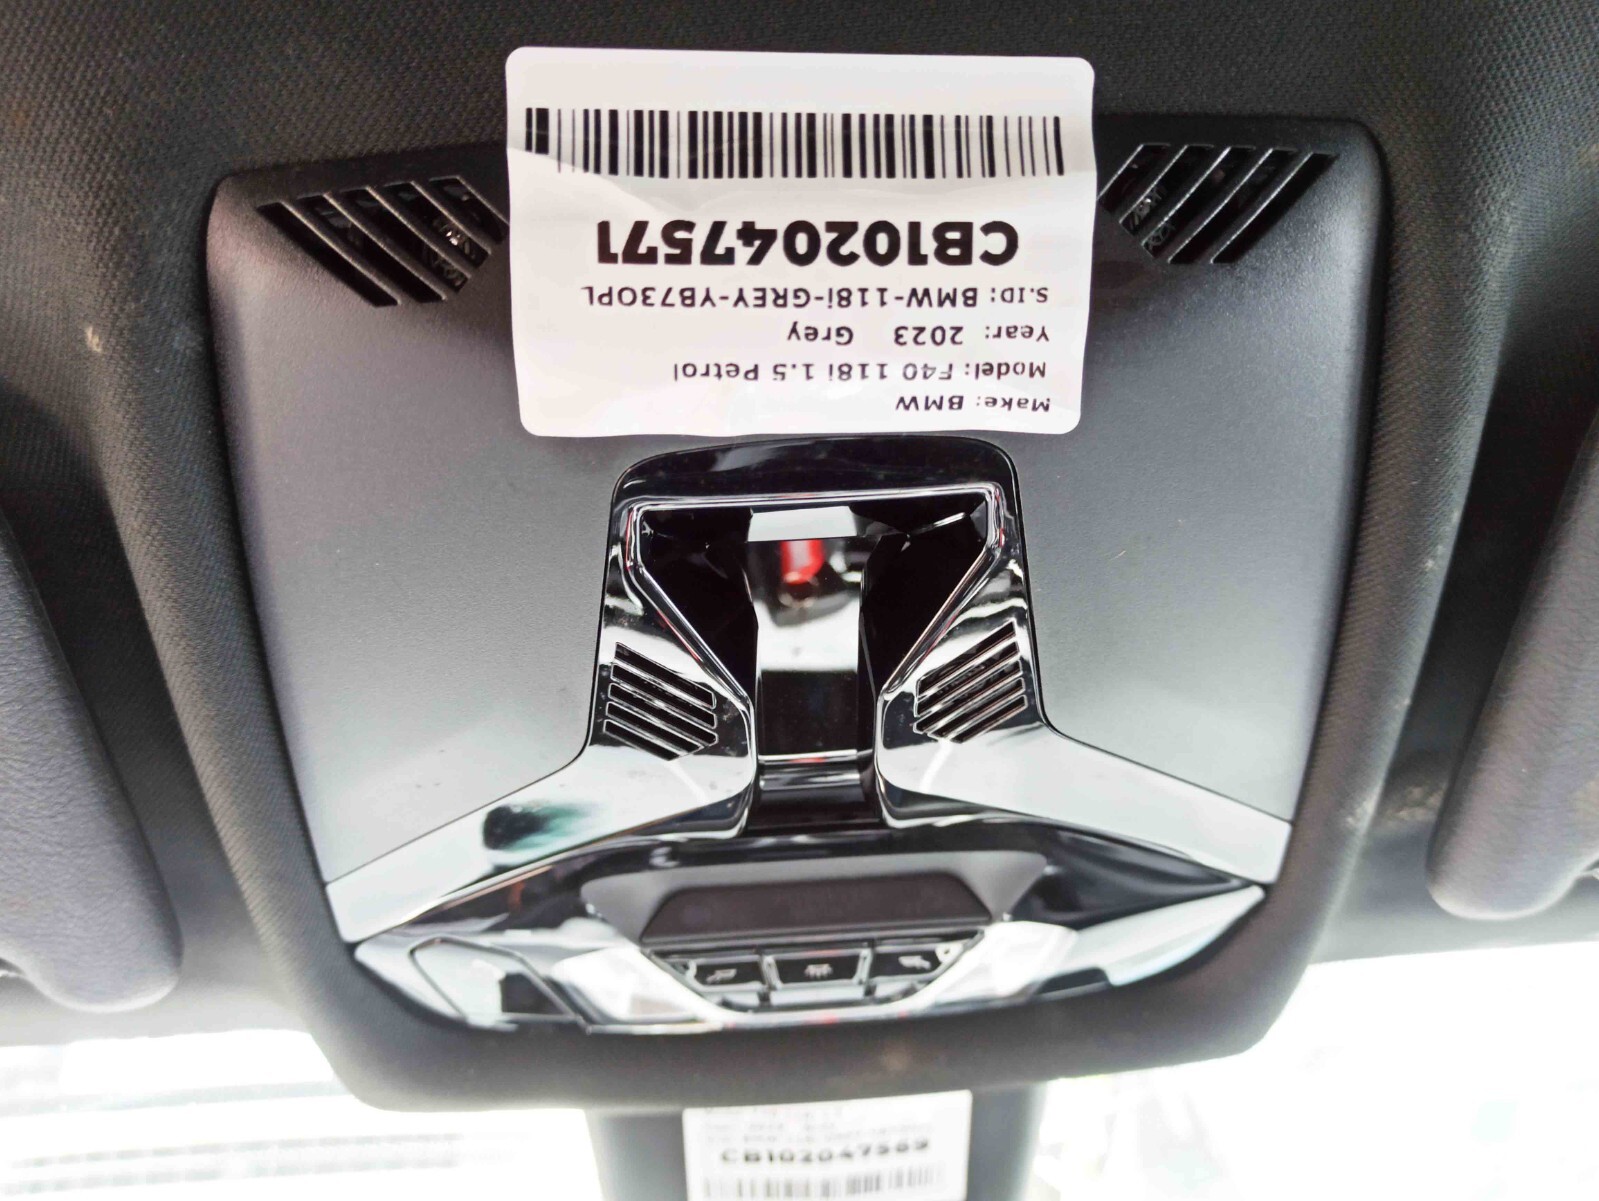 Make: BMW
Model: F40 118i 1.5 Petrol
Year: 2023 Grey
S.ID: BMW-118i-GREY-YB73OPL
CB102047571
CB102047569